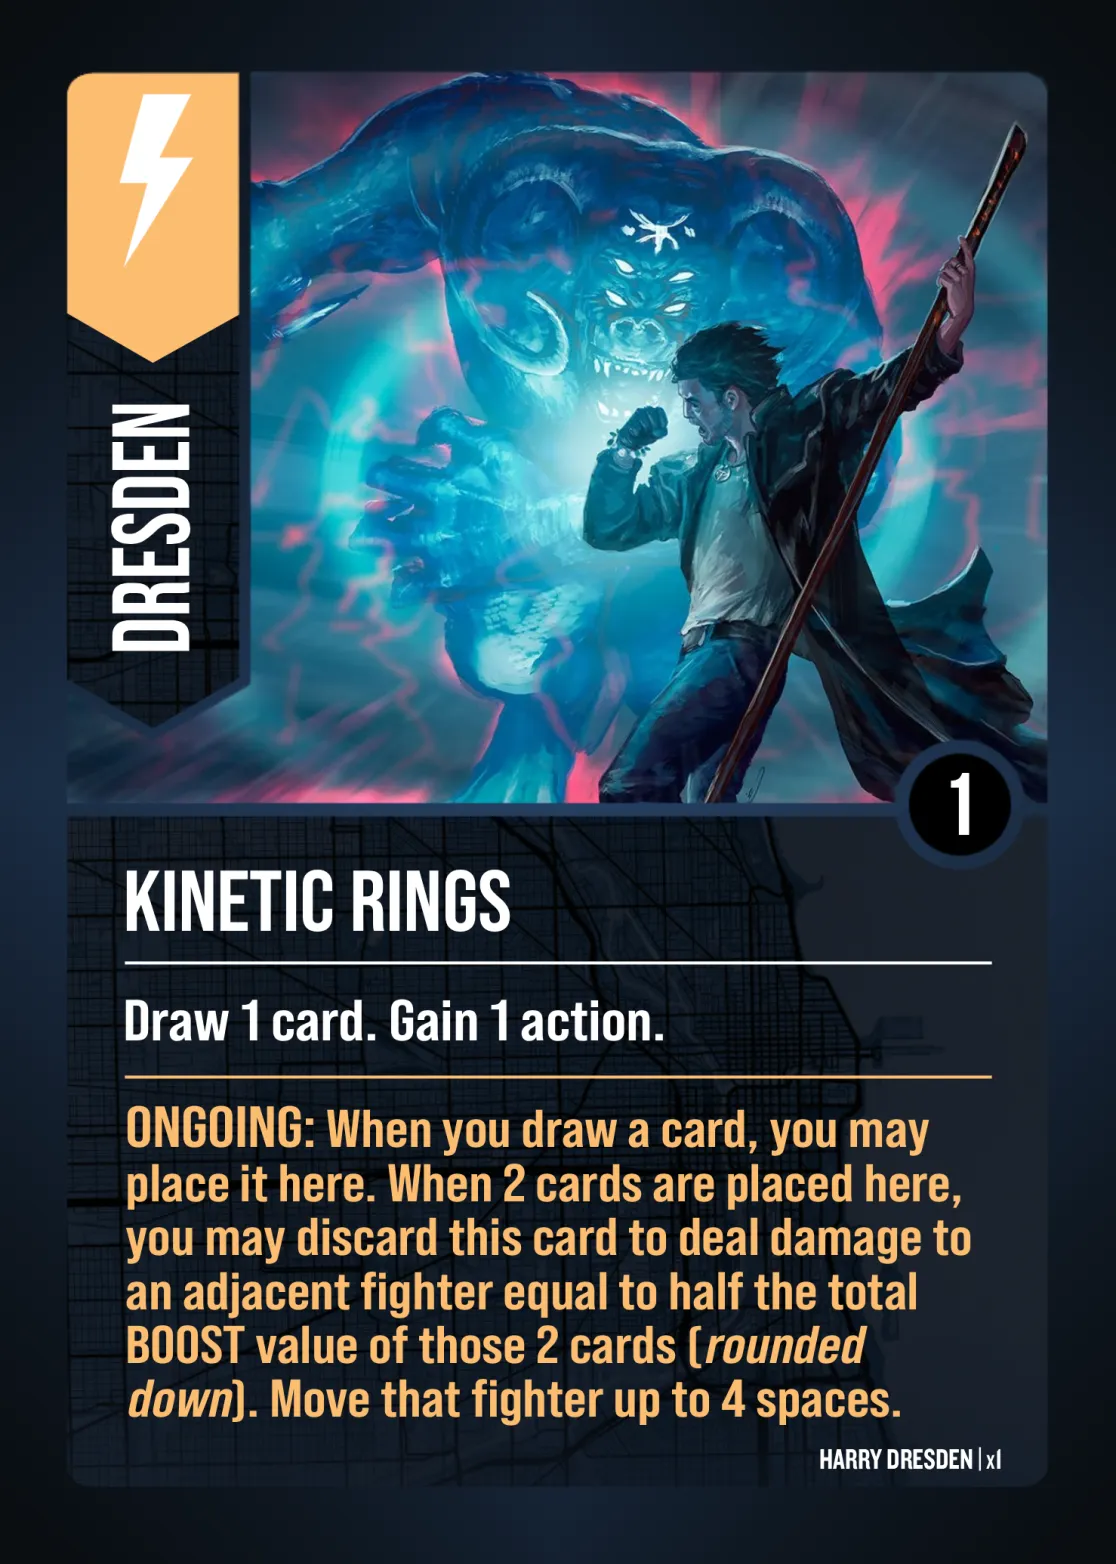 DRESDEN
1
KINETIC RINGS
Draw 1 card. Gain 1 action.
ONGOING: When you draw a card, you may
place it here. When 2 cards are placed here,
you may discard this card to deal damage to
an adjacent fighter equal to half the total
BOOST value of those 2 cards (rounded
down). Move that fighter up to 4 spaces.
HARRY DRESDEN | x1